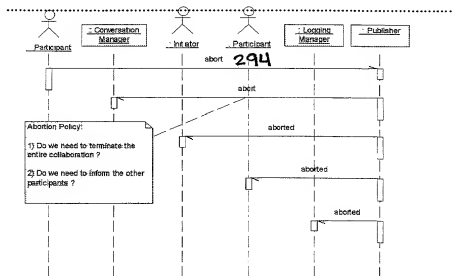 : Participant
: Conversation
Manager
: Initiator
: Participant
: Logging
Manager
: Publisher
abort
294
abort
Abortion Policy:
1) Do we need to terminate the
entire collaboration ?
2) Do we need to inform the other
participants ?
aborted
aborted
aborted